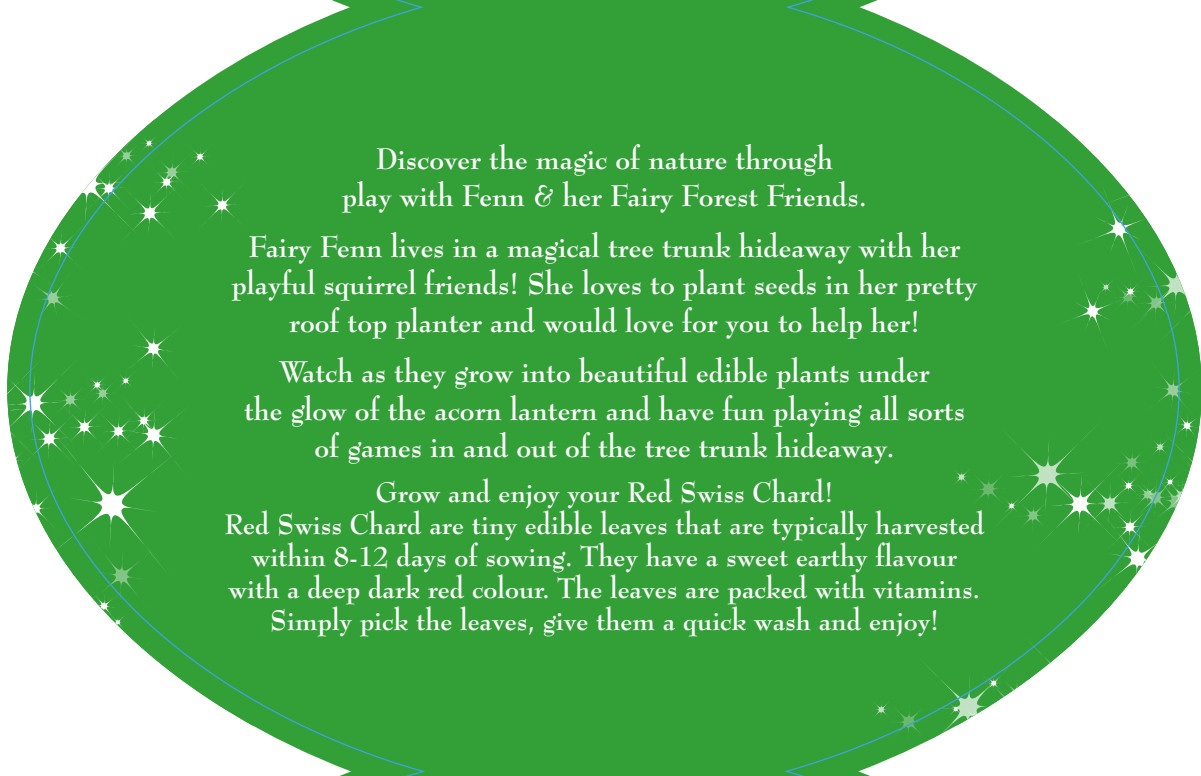 Discover the magic of nature through
play with Fenn & her Fairy Forest Friends.
Fairy Fenn lives in a magical tree trunk hideaway with her
playful squirrel friends! She loves to plant seeds in her pretty
roof top planter and would love for you to help her!
Watch as they grow into beautiful edible plants under
the glow of the acorn lantern and have fun playing all sorts
of games in and out of the tree trunk hideaway.
Grow and enjoy your Red Swiss Chard!
Red Swiss Chard are tiny edible leaves that are typically harvested
within 8-12 days of sowing. They have a sweet earthy flavour
with a deep dark red colour. The leaves are packed with vitamins.
Simply pick the leaves, give them a quick wash and enjoy!